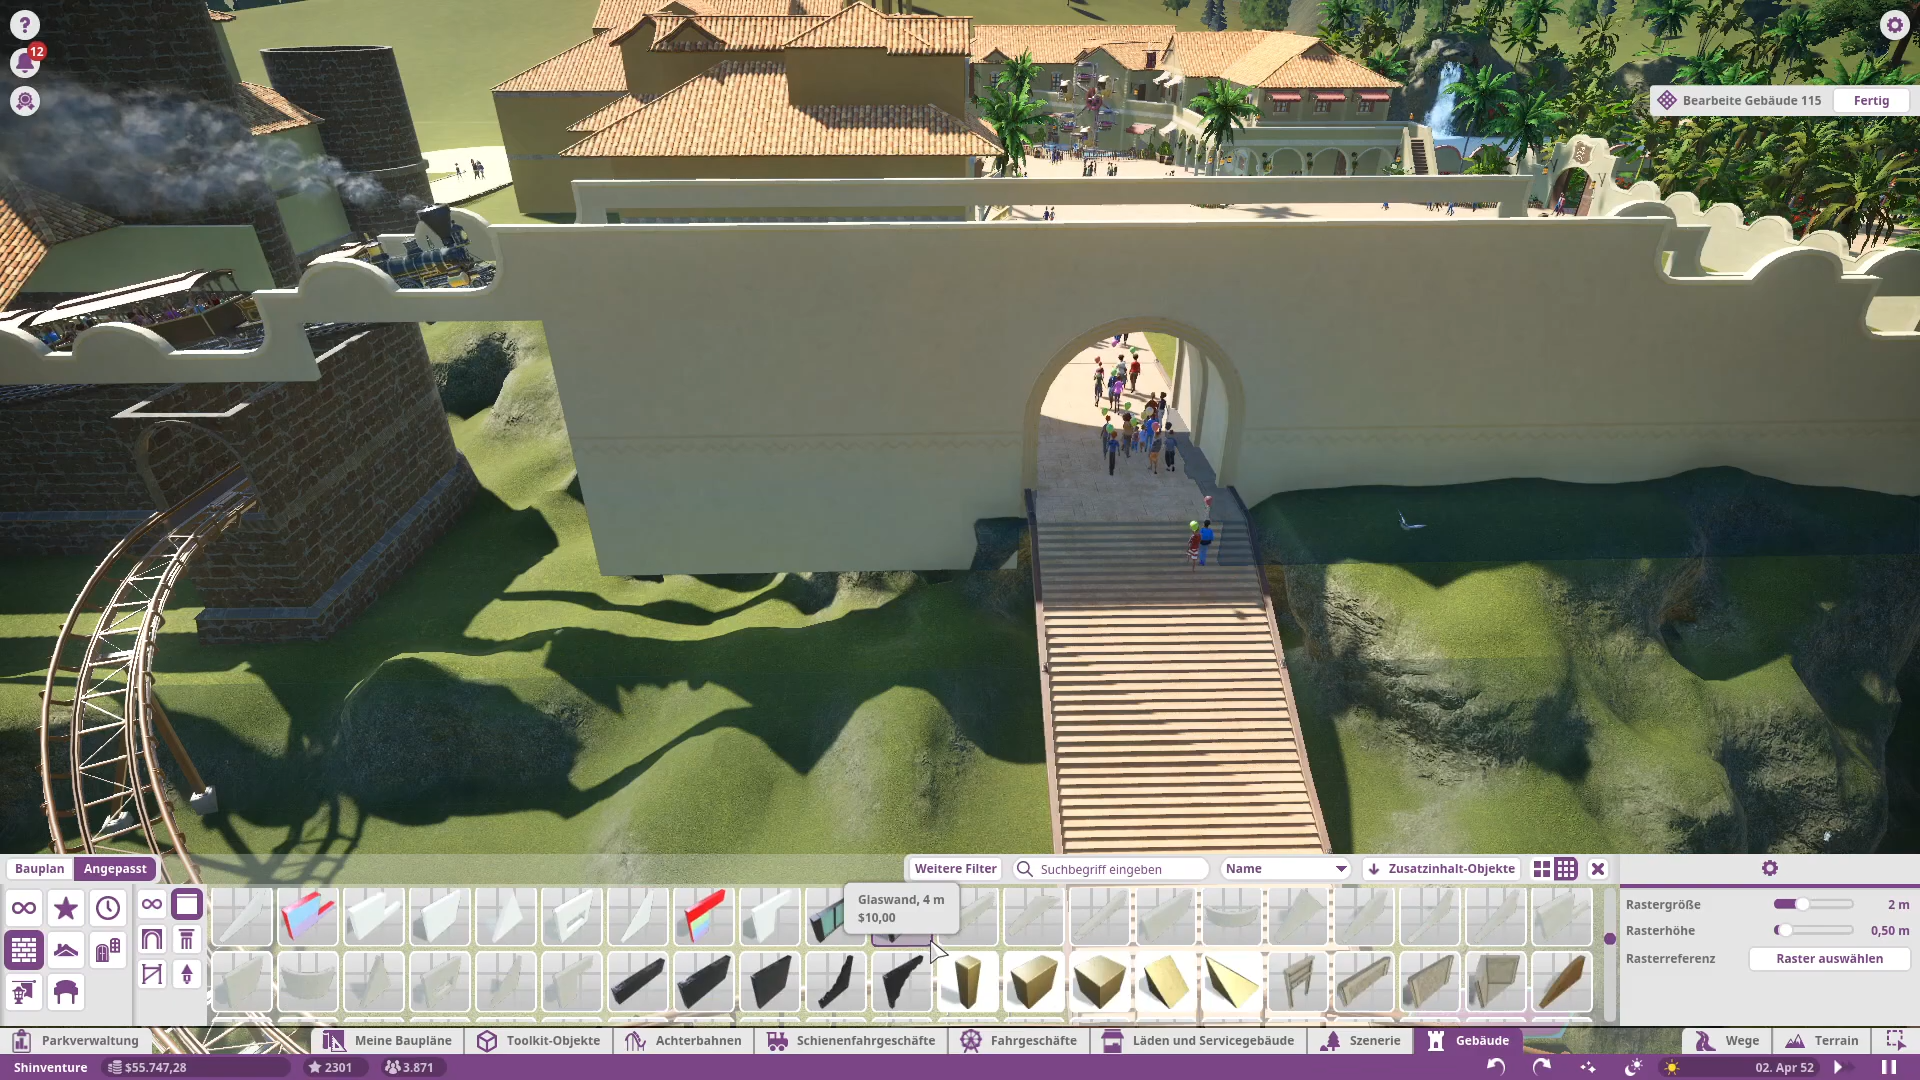 ?
12
Bearbeite Gebäude 115
Fertig
Bauplan
Angepasst
Weitere Filter
Suchbegriff eingeben
Name
Zusatzinhalt-Objekte
Glaswand, 4 m
$10,00
Rastergröße
2 m
Rasterhöhe
0,50 m
Rasterreferenz
Raster auswählen
Parkverwaltung
Meine Baupläne
Toolkit-Objekte
Achterbahnen
Schienenfahrgeschäfte
Fahrgeschäfte
Läden und Servicegebäude
Szenerie
Gebäude
Wege
Terrain
Shinventure
$55.747,28
2301
3.871
02. Apr 52